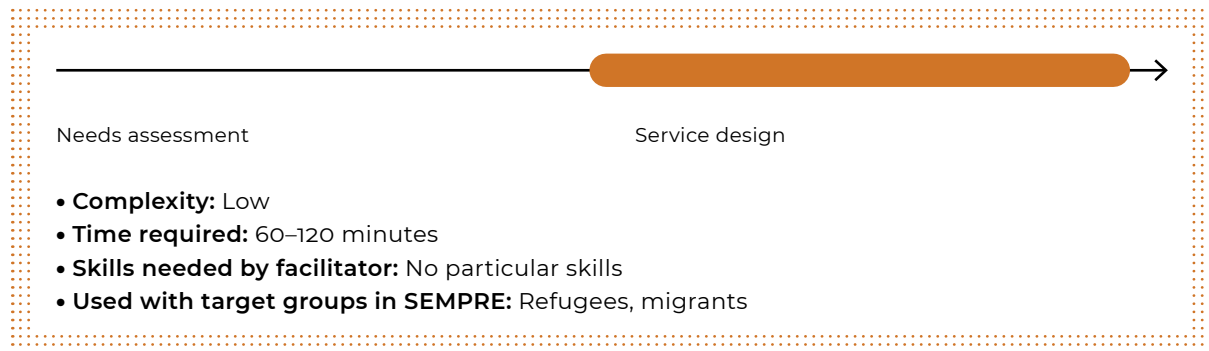 Needs assessment
Service design
• Complexity: Low
• Time required: 60–120 minutes
• Skills needed by facilitator: No particular skills
• Used with target groups in SEMPRE: Refugees, migrants